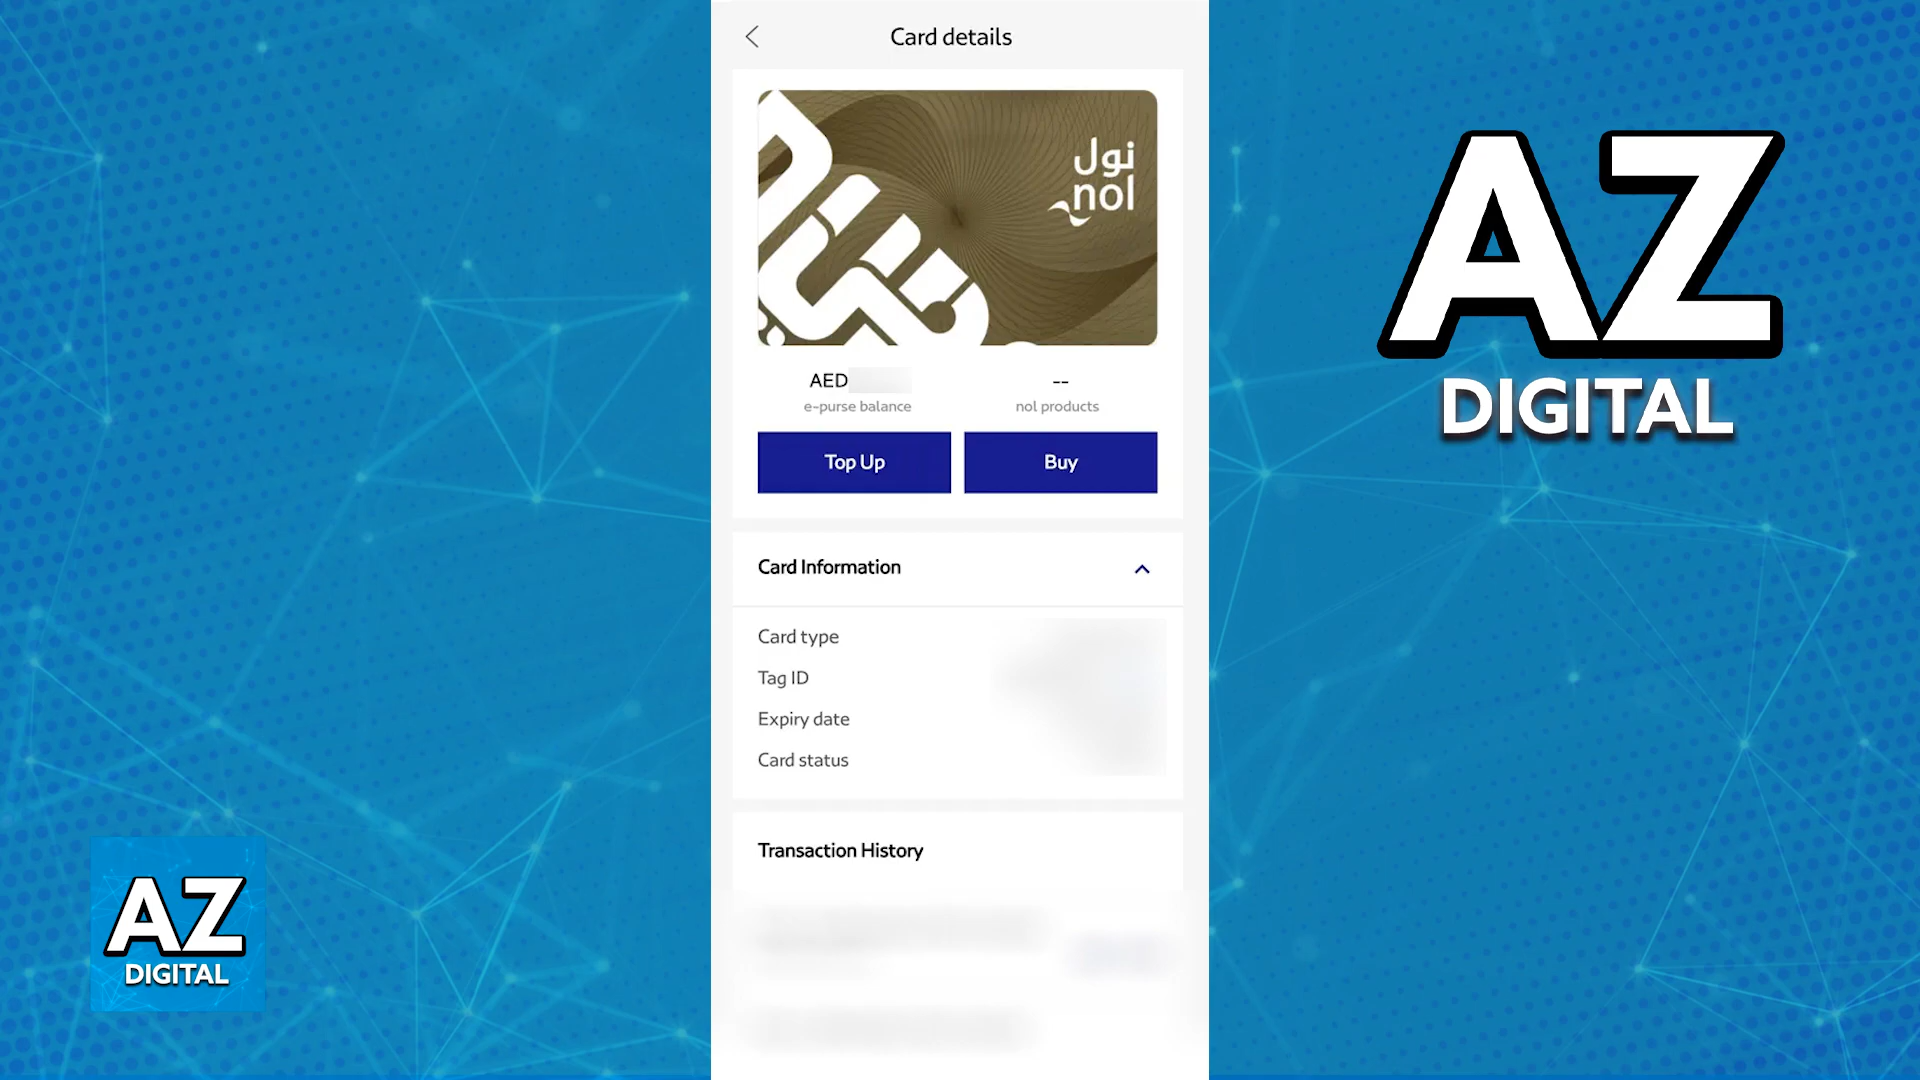 Card details
نول
nol
AED
--
e-purse balance
nol products
Top Up
Buy
Card Information
Card type
Tag ID
Expiry date
Card status
Transaction History
AZ
DIGITAL
AZ
DIGITAL